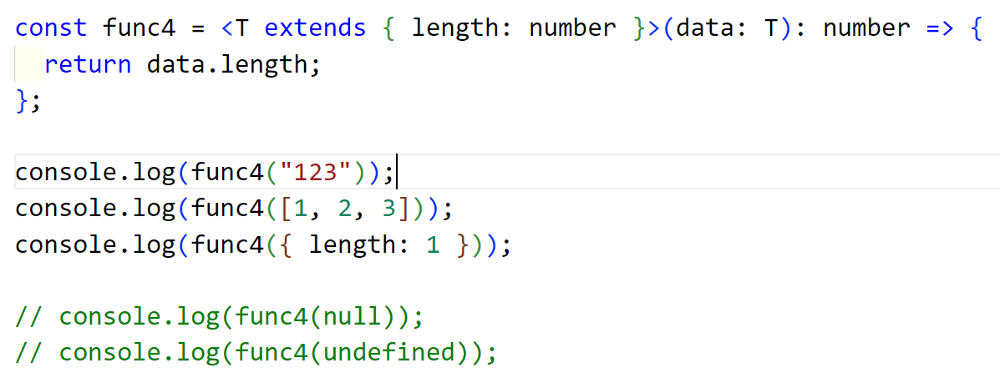 const func4 = <T extends { length: number }>(data: T): number => {
  return data.length;
};

console.log(func4("123"));
console.log(func4([1, 2, 3]));
console.log(func4({ length: 1 }));

// console.log(func4(null));
// console.log(func4(undefined));